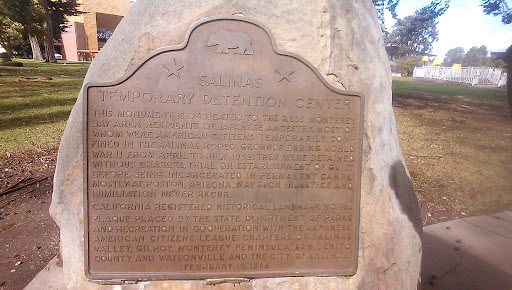 SALINAS
TEMPORARY DETENTION CENTER
THIS MONUMENT IS DEDICATED TO THE 3,586 MONTEREY
BAY AREA RESIDENTS OF JAPANESE ANCESTRY, MOST OF
WHOM WERE AMERICAN CITIZENS, TEMPORARILY CON-
FINED IN THE SALINAS RODEO GROUNDS DURING WORLD
WAR II FROM APRIL TO JULY 1942. THEY WERE DETAINED
WITHOUT CHARGES, TRIAL OR ESTABLISHMENT OF GUILT
BEFORE BEING INCARCERATED IN PERMANENT CAMPS
MOSTLY AT POSTON, ARIZONA. MAY SUCH INJUSTICE AND
HUMILIATION NEVER RECUR.
CALIFORNIA REGISTERED HISTORICAL LANDMARK NO. 934
PLAQUE PLACED BY THE STATE DEPARTMENT OF PARKS
AND RECREATION IN COOPERATION WITH THE JAPANESE
AMERICAN CITIZENS LEAGUE CHAPTERS OF SALINAS
VALLEY, GILROY, MONTEREY PENINSULA, SAN BENITO
COUNTY, AND WATSONVILLE, AND THE CITY OF SALINAS.
FEBRUARY 19, 1984